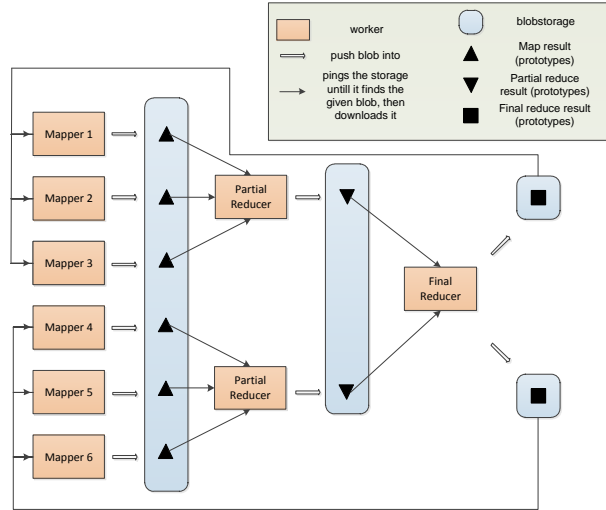 worker
blobstorage
push blob into
Map result
(prototypes)
pings the storage
untill it finds the
given blob, then
downloads it
Partial reduce
result (prototypes)
Final reduce result
(prototypes)
Mapper 1
Mapper 2
Mapper 3
Mapper 4
Mapper 5
Mapper 6
Partial
Reducer
Partial
Reducer
Final
Reducer